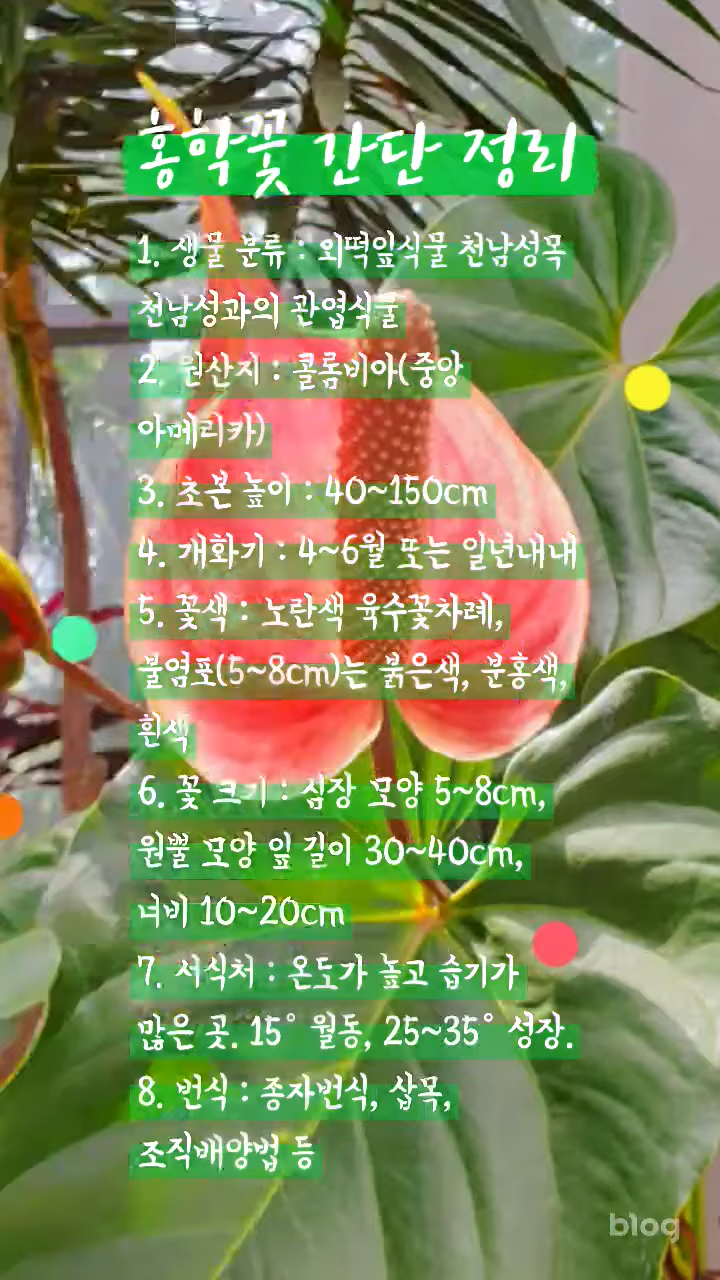 홍학꽃 간단 정리
1. 생물 분류 : 외떡잎식물 천남성목
천남성과의 관엽식물
2. 원산지 : 콜롬비아(중앙
아메리카)
3. 초본 높이 : 40~150cm
4. 개화기 : 4~6월 또는 일년내내
5. 꽃색 : 노란색 육수꽃차례,
불염포(5~8cm)는 붉은색, 분홍색,
흰색
6. 꽃 크기 : 심장 모양 5~8cm,
원뿔 모양 잎 길이 30~40cm,
너비 10~20cm
7. 서식처 : 온도가 높고 습기가
많은 곳. 15° 월동, 25~35° 성장.
8. 번식 : 종자번식, 삽목,
조직배양법 등
blog